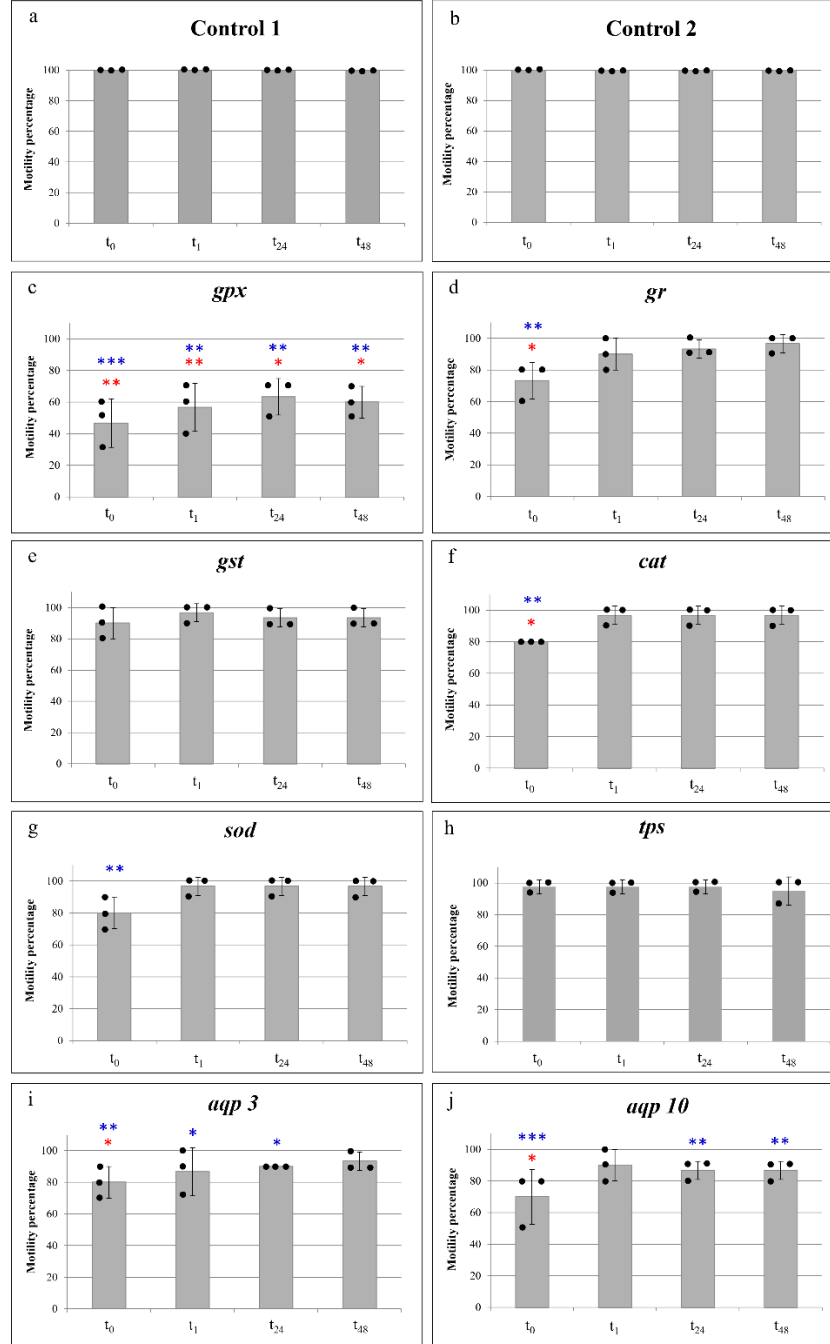 a
Control 1
Motility percentage
100
80
60
40
20
0
t₀ t₁ t₂₄ t₄₈
b
Control 2
Motility percentage
100
80
60
40
20
0
t₀ t₁ t₂₄ t₄₈
c
gpx
Motility percentage
100
80
60
40
20
0
*** ** ** **
** ** * *
t₀ t₁ t₂₄ t₄₈
d
gr
Motility percentage
100
80
60
40
20
0
**
*
t₀ t₁ t₂₄ t₄₈
e
gst
Motility percentage
100
80
60
40
20
0
t₀ t₁ t₂₄ t₄₈
f
cat
Motility percentage
100
80
60
40
20
0
**
*
t₀ t₁ t₂₄ t₄₈
g
sod
Motility percentage
100
80
60
40
20
0
**
t₀ t₁ t₂₄ t₄₈
h
tps
Motility percentage
100
80
60
40
20
0
t₀ t₁ t₂₄ t₄₈
i
aqp 3
Motility percentage
100
80
60
40
20
0
** * *
*
t₀ t₁ t₂₄ t₄₈
j
aqp 10
Motility percentage
100
80
60
40
20
0
*** ** **
*
t₀ t₁ t₂₄ t₄₈